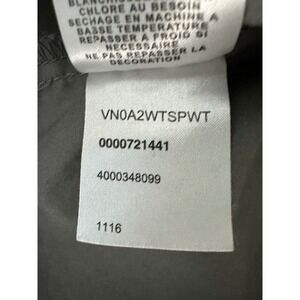 CHLORE AU BESOIN
SECHAGE EN MACHINE A
BASSE TEMPERATURE
REPASSER A FROID SI
NECESSAIRE
NE PAS REPASSER LA
DECORATION
VN0A2WTSPWT
0000721441
4000348099
1116